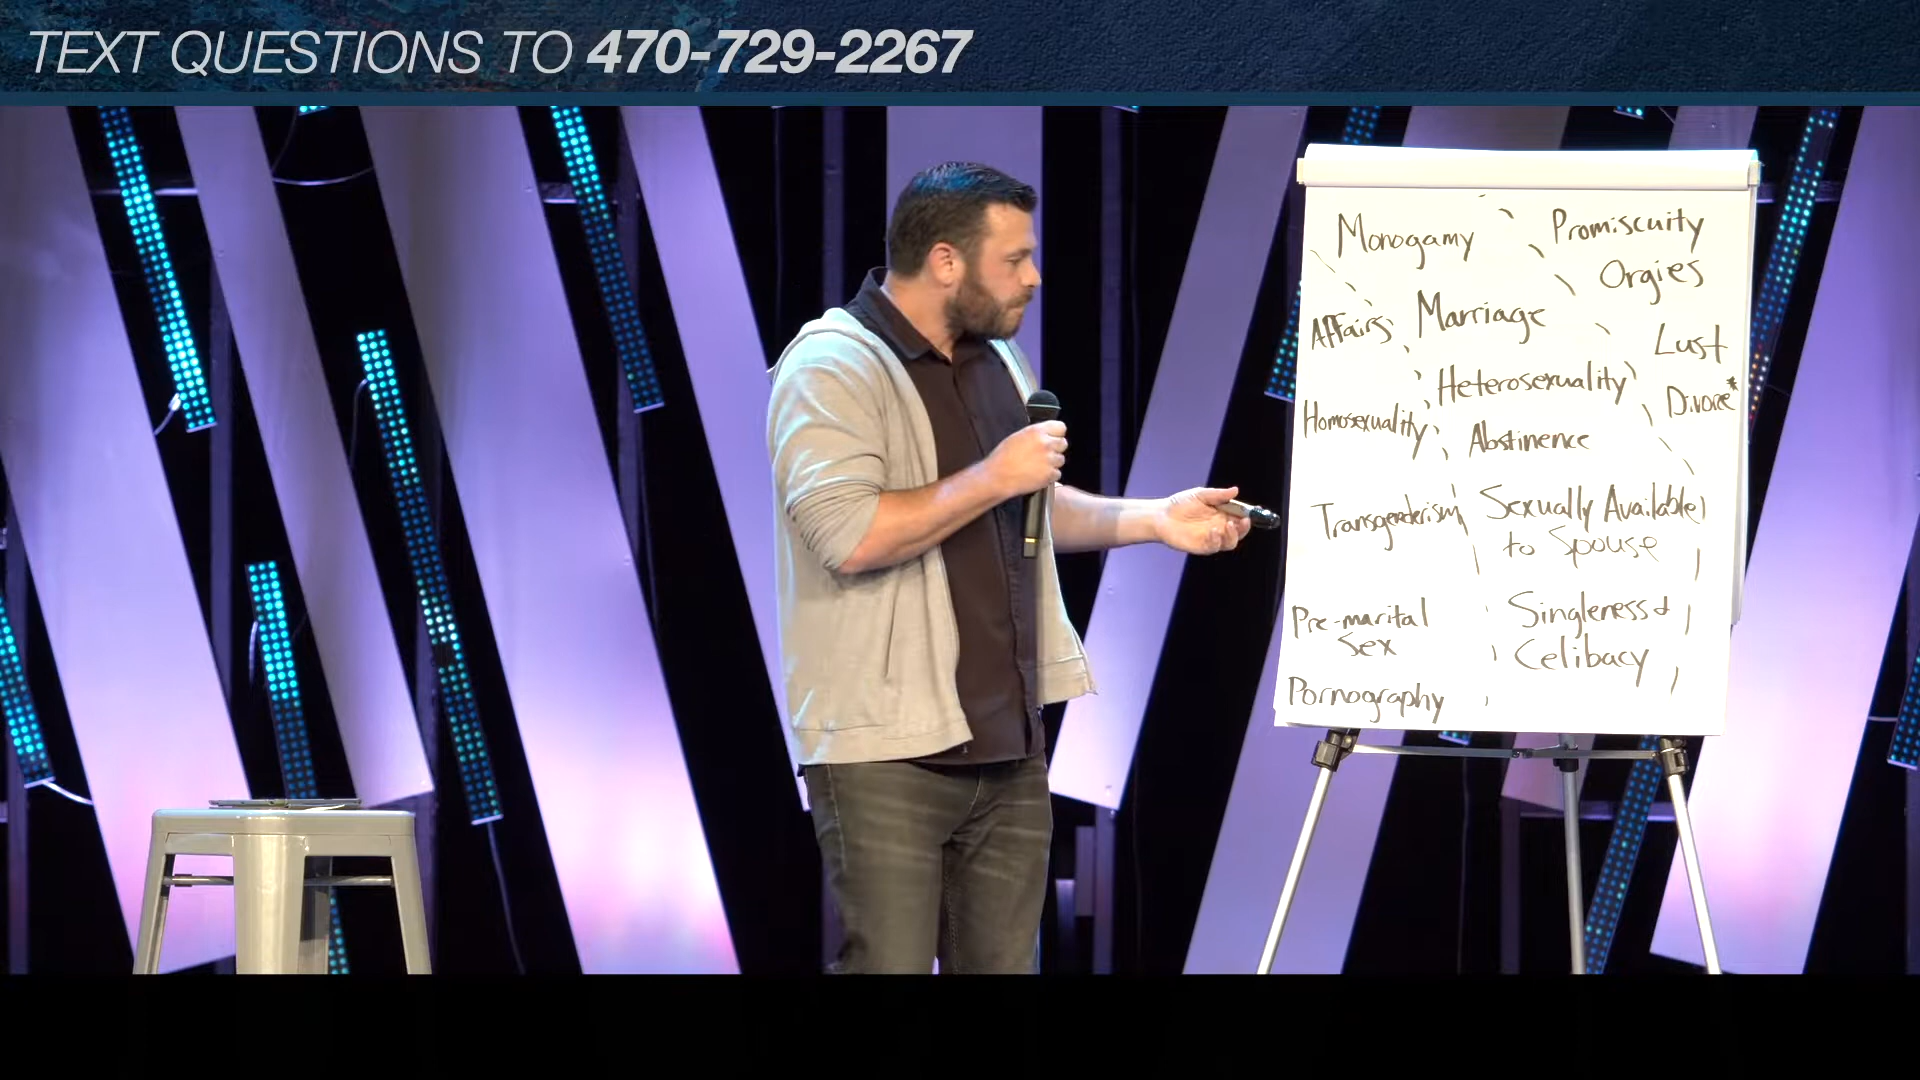 TEXT QUESTIONS TO 470-729-2267
Monogamy
Promiscuity
Orgies
Affairs
Marriage
Lust
Heterosexuality
Divorce*
Homosexuality
Abstinence
Transgenderism
Sexually Available
to Spouse
Pre-marital
Sex
Singleness &
Celibacy
Pornography